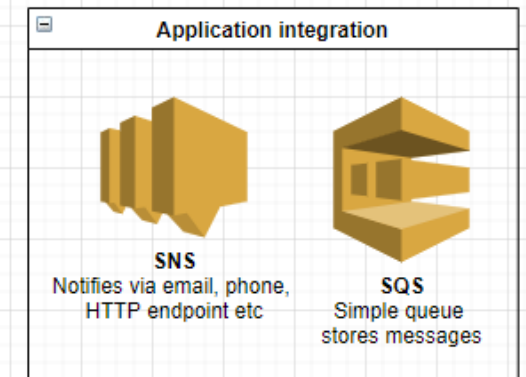 Application integration
SNS
Notifies via email, phone,
HTTP endpoint etc
SQS
Simple queue
stores messages